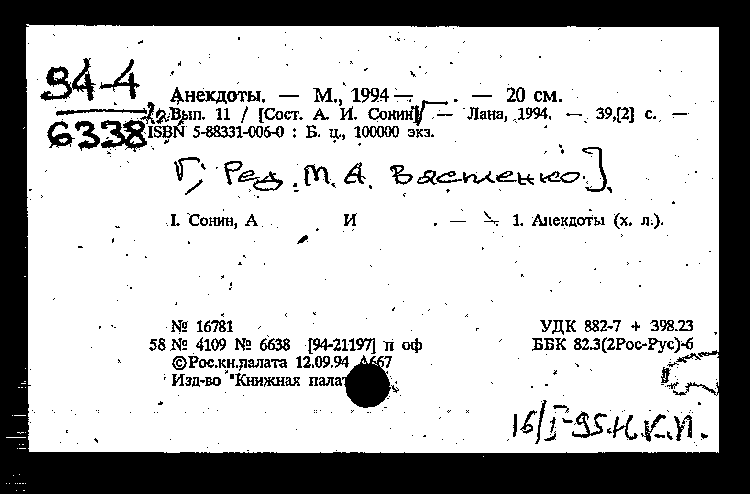 94-4
6338
Анекдоты. — М., 1994 — . — 20 см.
Вып. 11 / [Сост. А. И. Сонин] — Лана, 1994. — 39,[2] с. —
ISBN 5-88331-006-0 : Б. ц., 100000 экз.
Ред. М. А. Василенко].
I. Сонин, А И . — — 1. Анекдоты (х. л.).
№ 16781 УДК 882-7 + 398.23
58 № 4109 № 6638 [94-21197] п оф ББК 82.3(2Рос-Рус)-6
©Рос.кн.палата 12.09.94 А667
Изд-во "Книжная палат
16/I-95.Н.К.П.